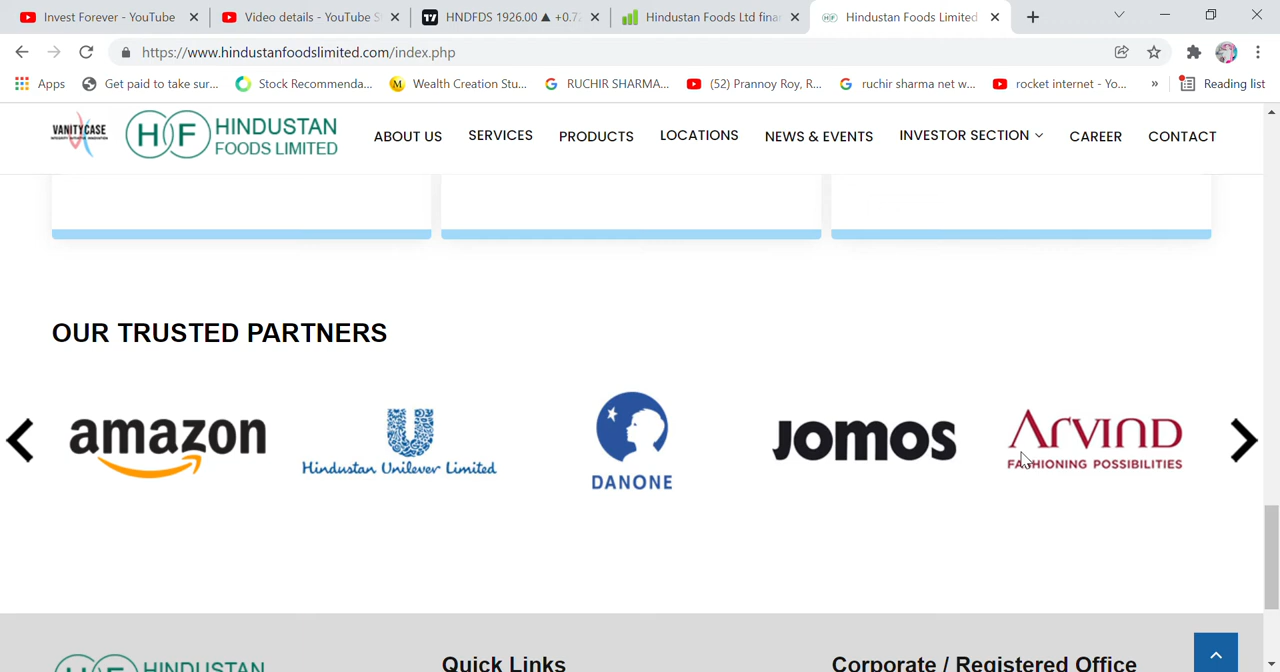 Invest Forever - YouTube
Video details - YouTube S
HNDFDS 1926.00 ▲ +0.7
Hindustan Foods Ltd fina
Hindustan Foods Limited
https://www.hindustanfoodslimited.com/index.php
Apps
Get paid to take sur...
Stock Recommenda...
Wealth Creation Stu...
RUCHIR SHARMA...
(52) Prannoy Roy, R...
ruchir sharma net w...
rocket internet - Yo...
»
Reading list
VANITYCASE
HF HINDUSTAN
FOODS LIMITED
ABOUT US
SERVICES
PRODUCTS
LOCATIONS
NEWS & EVENTS
INVESTOR SECTION
CAREER
CONTACT
OUR TRUSTED PARTNERS
amazon
Hindustan Unilever Limited
DANONE
JOMOS
ARVIND
FASHIONING POSSIBILITIES
HINDUSTAN
Quick Links
Corporate / Registered Office